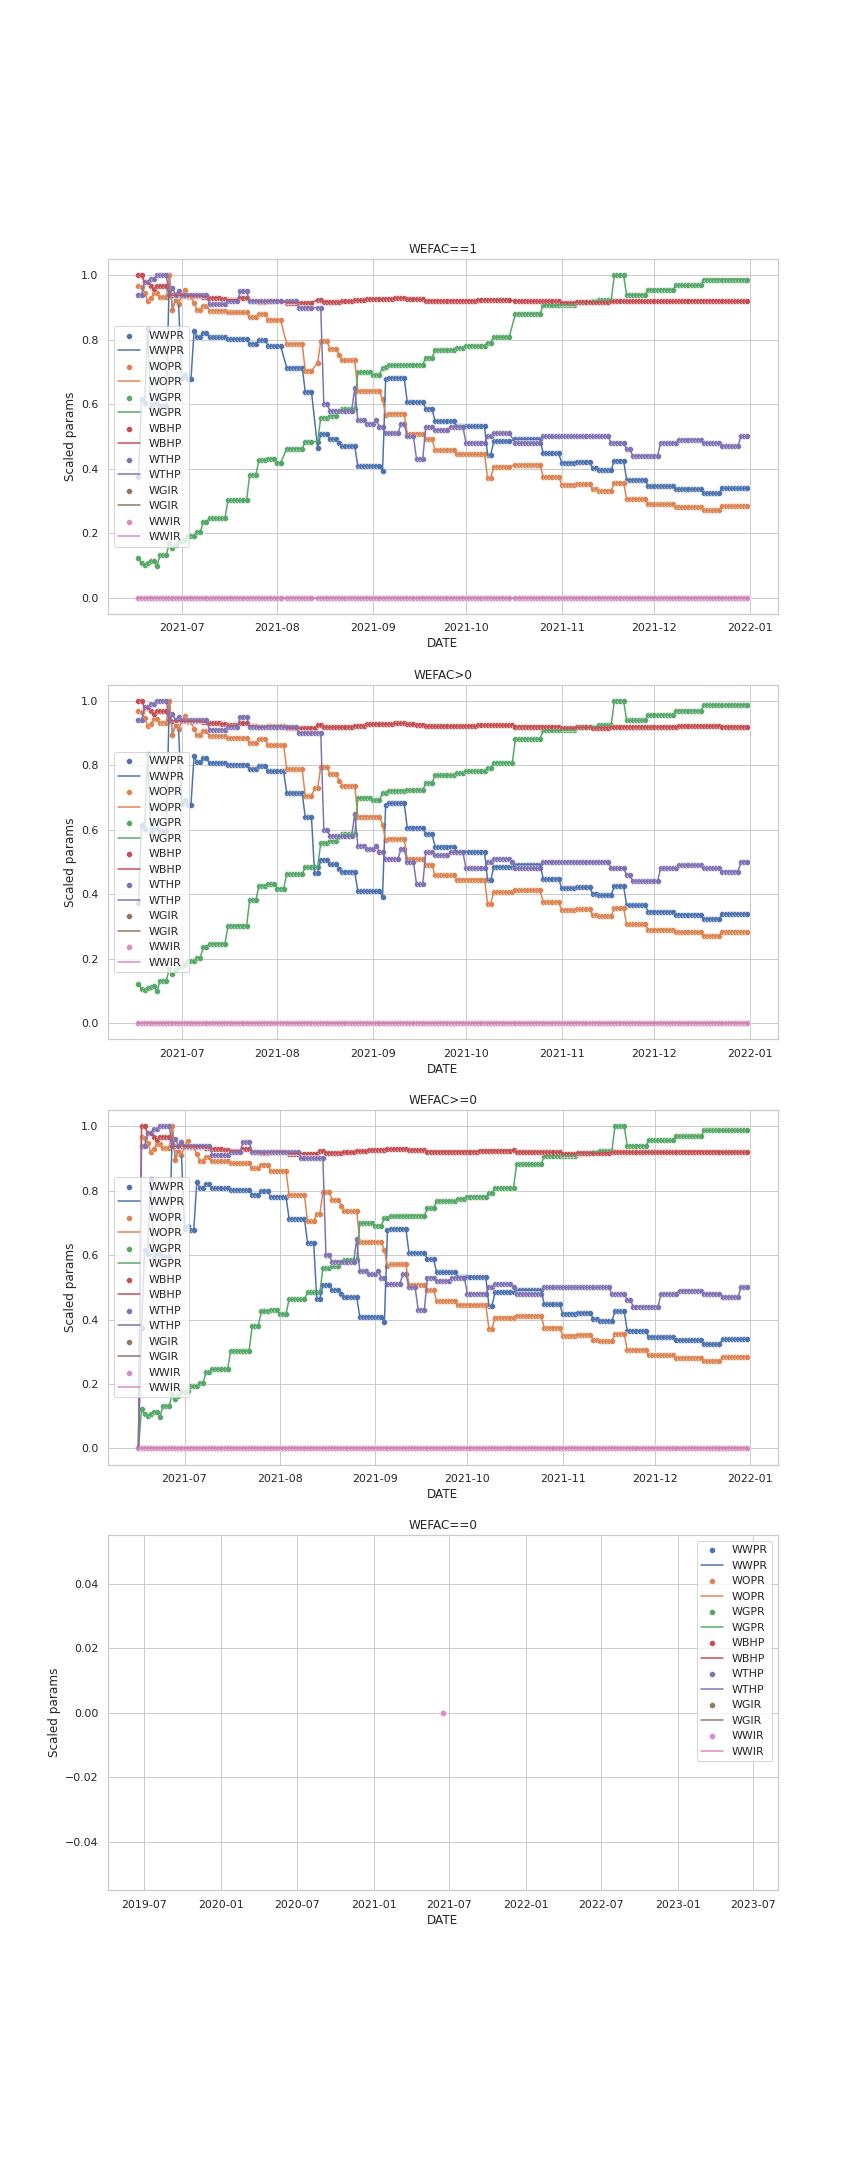 WEFAC==1
1.0
0.8
0.6
0.4
0.2
0.0
Scaled params
WWPR
WWPR
WOPR
WOPR
WGPR
WGPR
WBHP
WBHP
WTHP
WTHP
WGIR
WGIR
WWIR
WWIR
2021-07 2021-08 2021-09 2021-10 2021-11 2021-12 2022-01
DATE
WEFAC>0
1.0
0.8
0.6
0.4
0.2
0.0
Scaled params
WWPR
WWPR
WOPR
WOPR
WGPR
WGPR
WBHP
WBHP
WTHP
WTHP
WGIR
WGIR
WWIR
WWIR
2021-07 2021-08 2021-09 2021-10 2021-11 2021-12 2022-01
DATE
WEFAC>=0
1.0
0.8
0.6
0.4
0.2
0.0
Scaled params
WWPR
WWPR
WOPR
WOPR
WGPR
WGPR
WBHP
WBHP
WTHP
WTHP
WGIR
WGIR
WWIR
WWIR
2021-07 2021-08 2021-09 2021-10 2021-11 2021-12 2022-01
DATE
WEFAC==0
0.04
0.02
0.00
−0.02
−0.04
Scaled params
WWPR
WWPR
WOPR
WOPR
WGPR
WGPR
WBHP
WBHP
WTHP
WTHP
WGIR
WGIR
WWIR
WWIR
2019-07 2020-01 2020-07 2021-01 2021-07 2022-01 2022-07 2023-01 2023-07
DATE